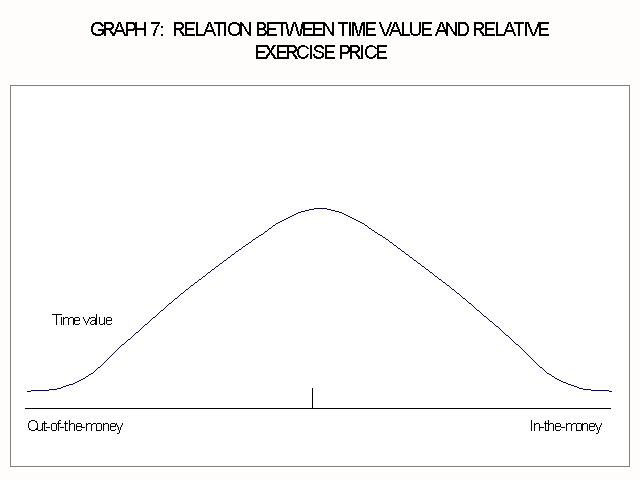 GRAPH 7: RELATION BETWEEN TIME VALUE AND RELATIVE
EXERCISE PRICE
Time value
Out-of-the-money
In-the-money